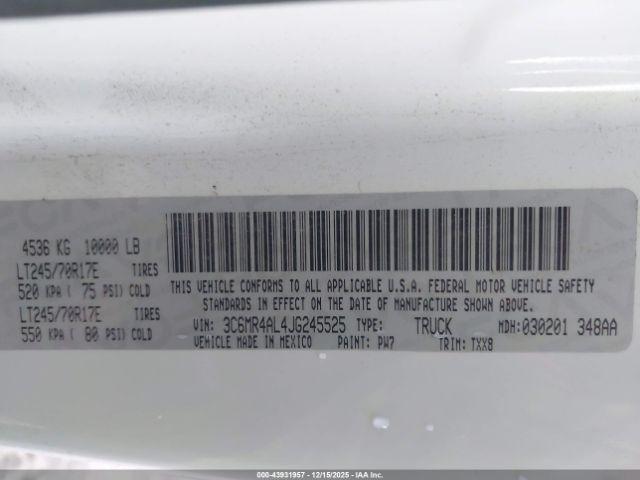 4536 KG 10000 LB
LT245/70R17E TIRES
520 KPA ( 75 PSI) COLD
LT245/70R17E TIRES
550 KPA ( 80 PSI) COLD
THIS VEHICLE CONFORMS TO ALL APPLICABLE U.S.A. FEDERAL MOTOR VEHICLE SAFETY
STANDARDS IN EFFECT ON THE DATE OF MANUFACTURE SHOWN ABOVE.
VIN: 3C6MR4AL4JG245525 TYPE: TRUCK MDH:030201 348AA
VEHICLE MADE IN MEXICO PAINT: PW7 TRIM: TXX8
000-43931957 - 12/15/2025 - IAA Inc.